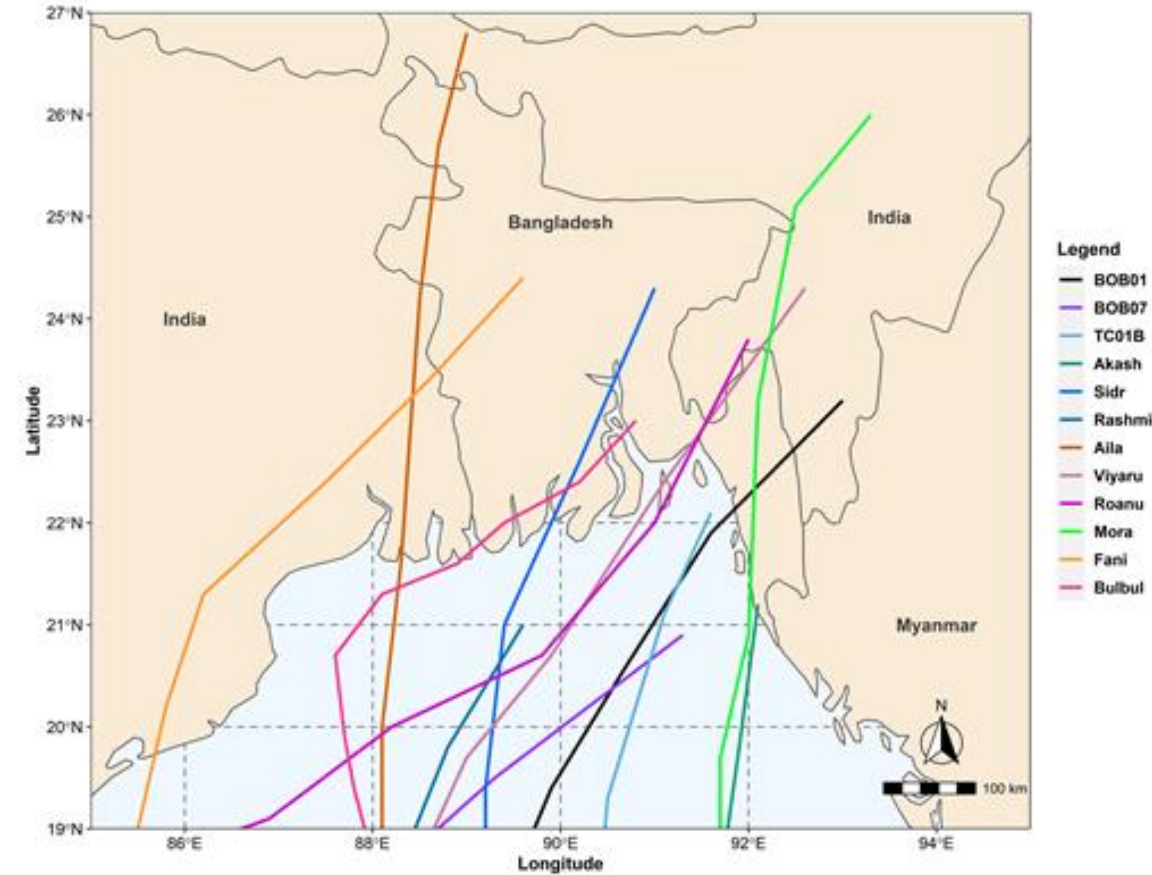 27°N
26°N
25°N
24°N
23°N
22°N
21°N
20°N
19°N
Latitude
86°E
88°E
90°E
92°E
94°E
Longitude
Bangladesh
India
India
Myanmar
N
100 km
Legend
BOB01
BOB07
TC01B
Akash
Sidr
Rashmi
Aila
Viyaru
Roanu
Mora
Fani
Bulbul